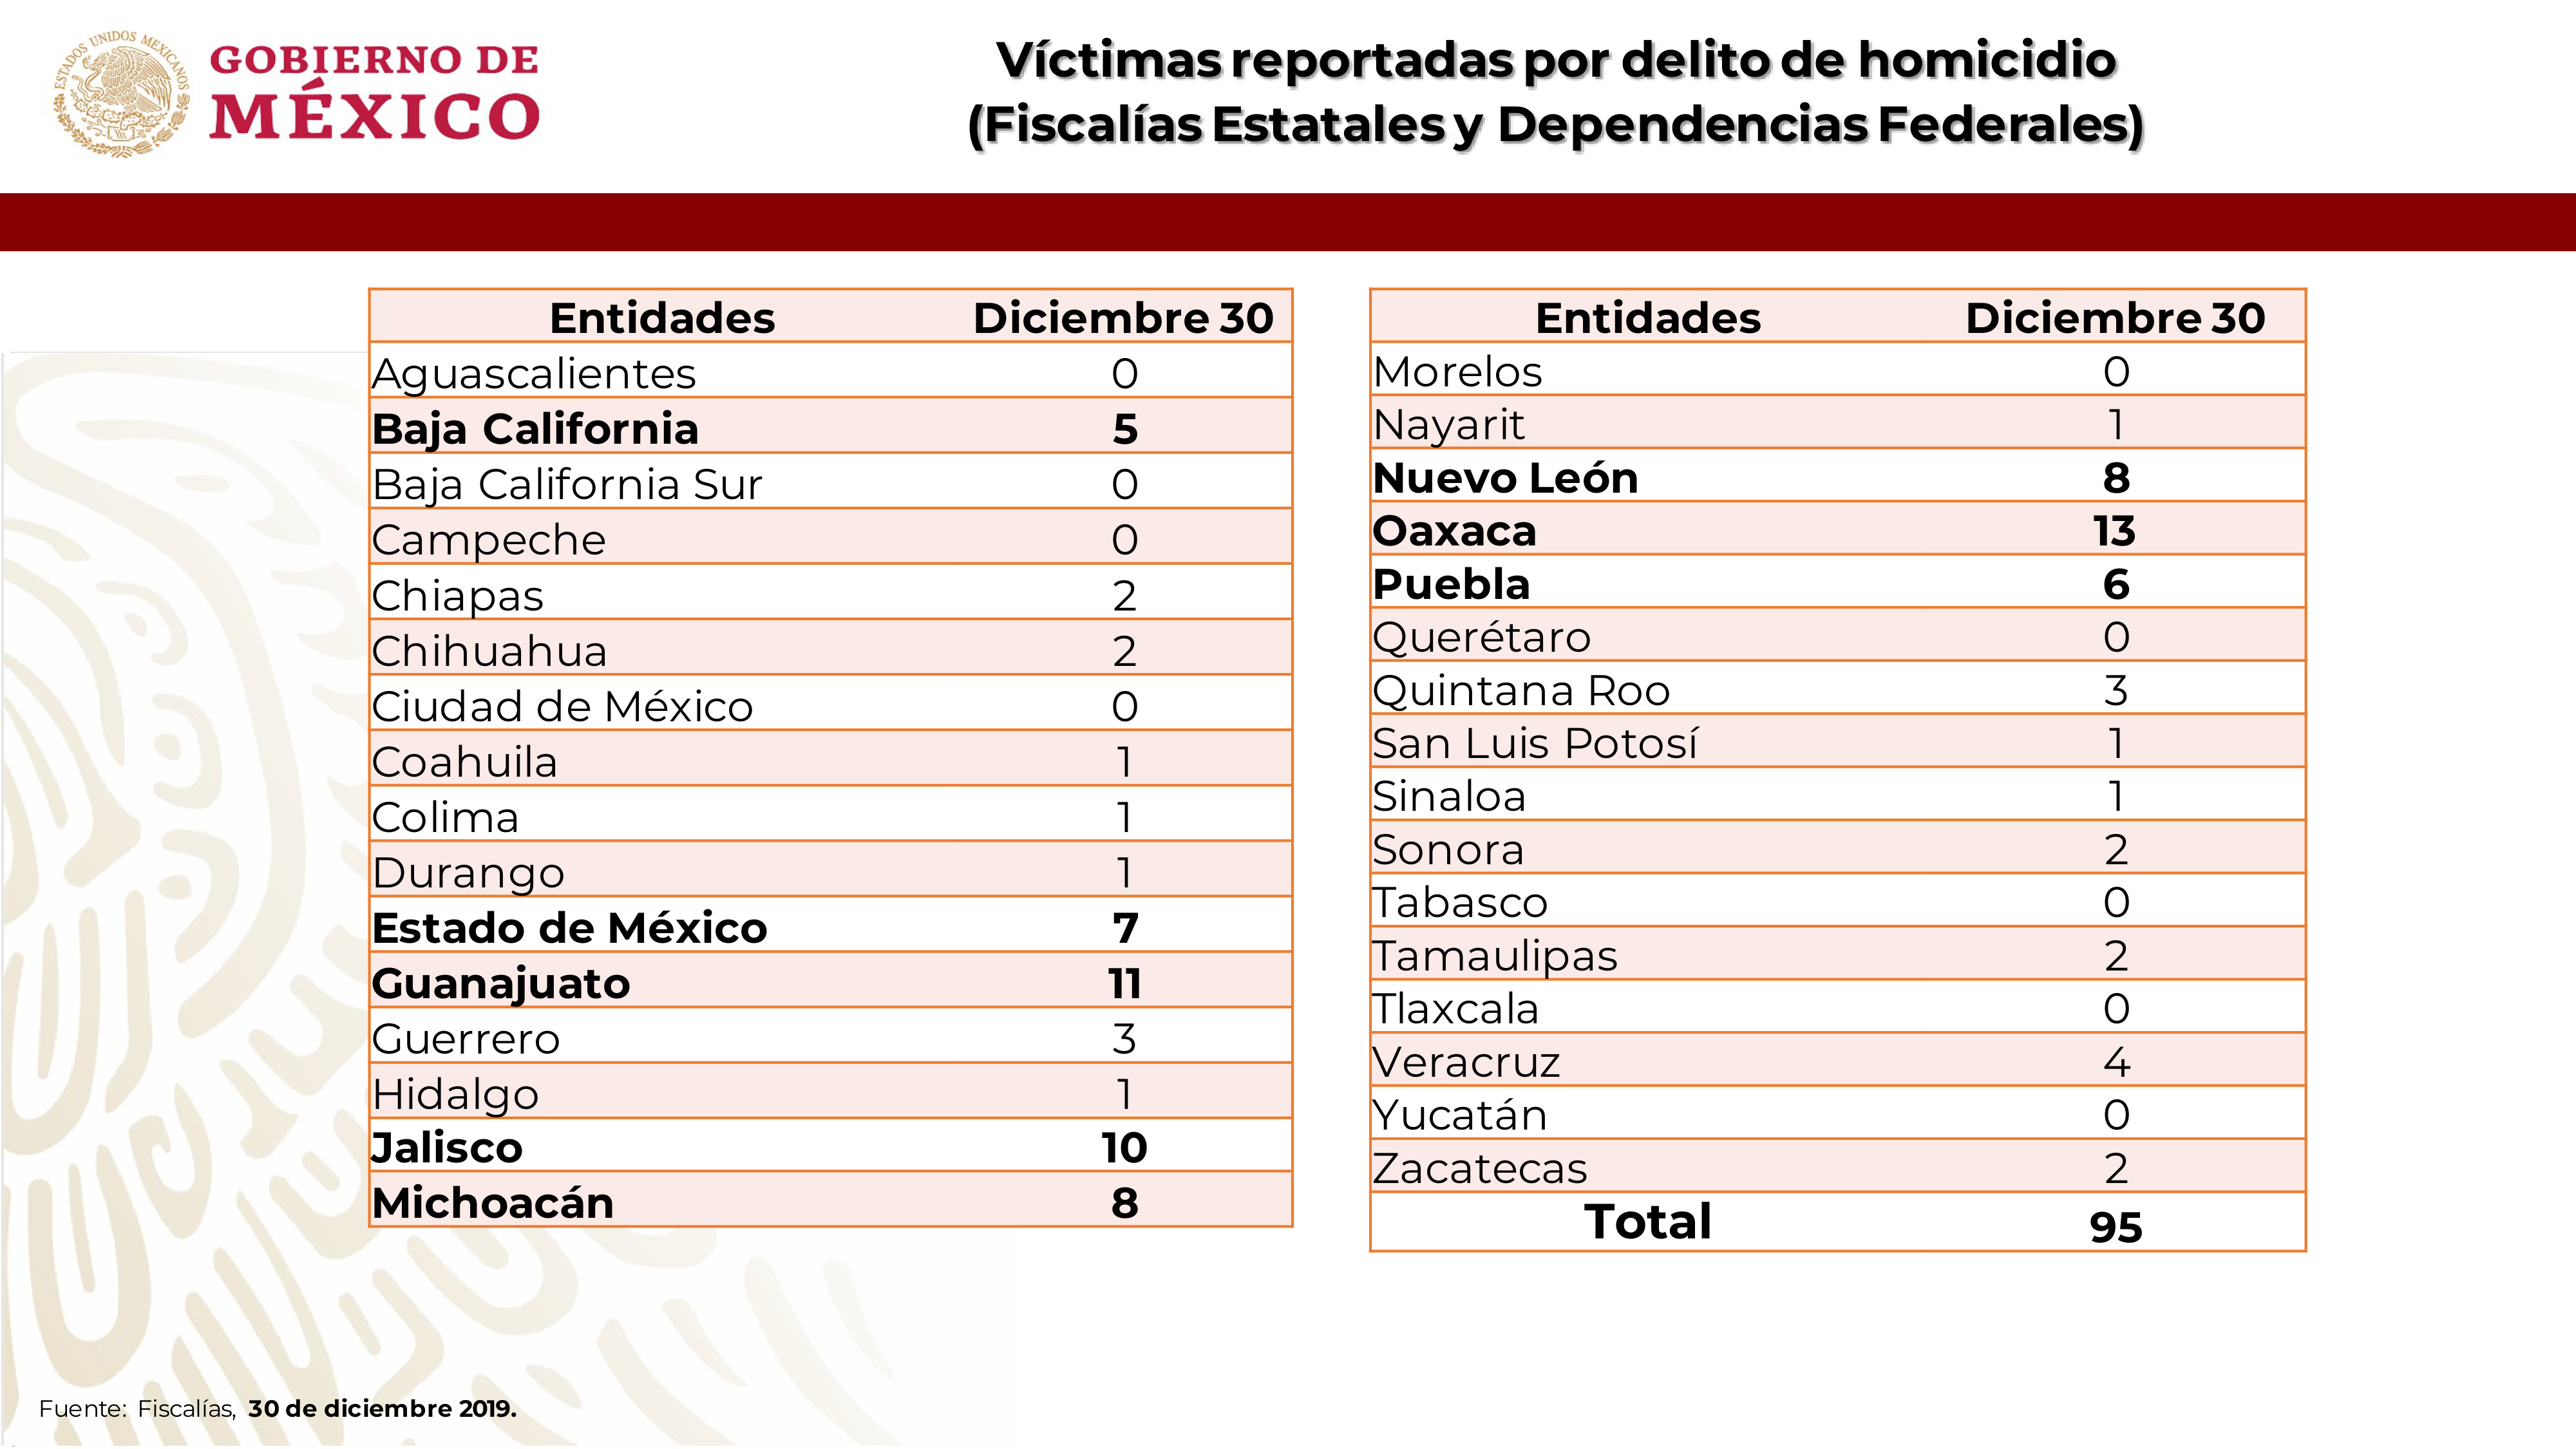 ESTADOS UNIDOS MEXICANOS
GOBIERNO DE
MÉXICO
Víctimas reportadas por delito de homicidio
(Fiscalías Estatales y Dependencias Federales)
Entidades Diciembre 30
Aguascalientes 0
Baja California 5
Baja California Sur 0
Campeche 0
Chiapas 2
Chihuahua 2
Ciudad de México 0
Coahuila 1
Colima 1
Durango 1
Estado de México 7
Guanajuato 11
Guerrero 3
Hidalgo 1
Jalisco 10
Michoacán 8
Entidades Diciembre 30
Morelos 0
Nayarit 1
Nuevo León 8
Oaxaca 13
Puebla 6
Querétaro 0
Quintana Roo 3
San Luis Potosí 1
Sinaloa 1
Sonora 2
Tabasco 0
Tamaulipas 2
Tlaxcala 0
Veracruz 4
Yucatán 0
Zacatecas 2
Total 95
Fuente: Fiscalías, 30 de diciembre 2019.